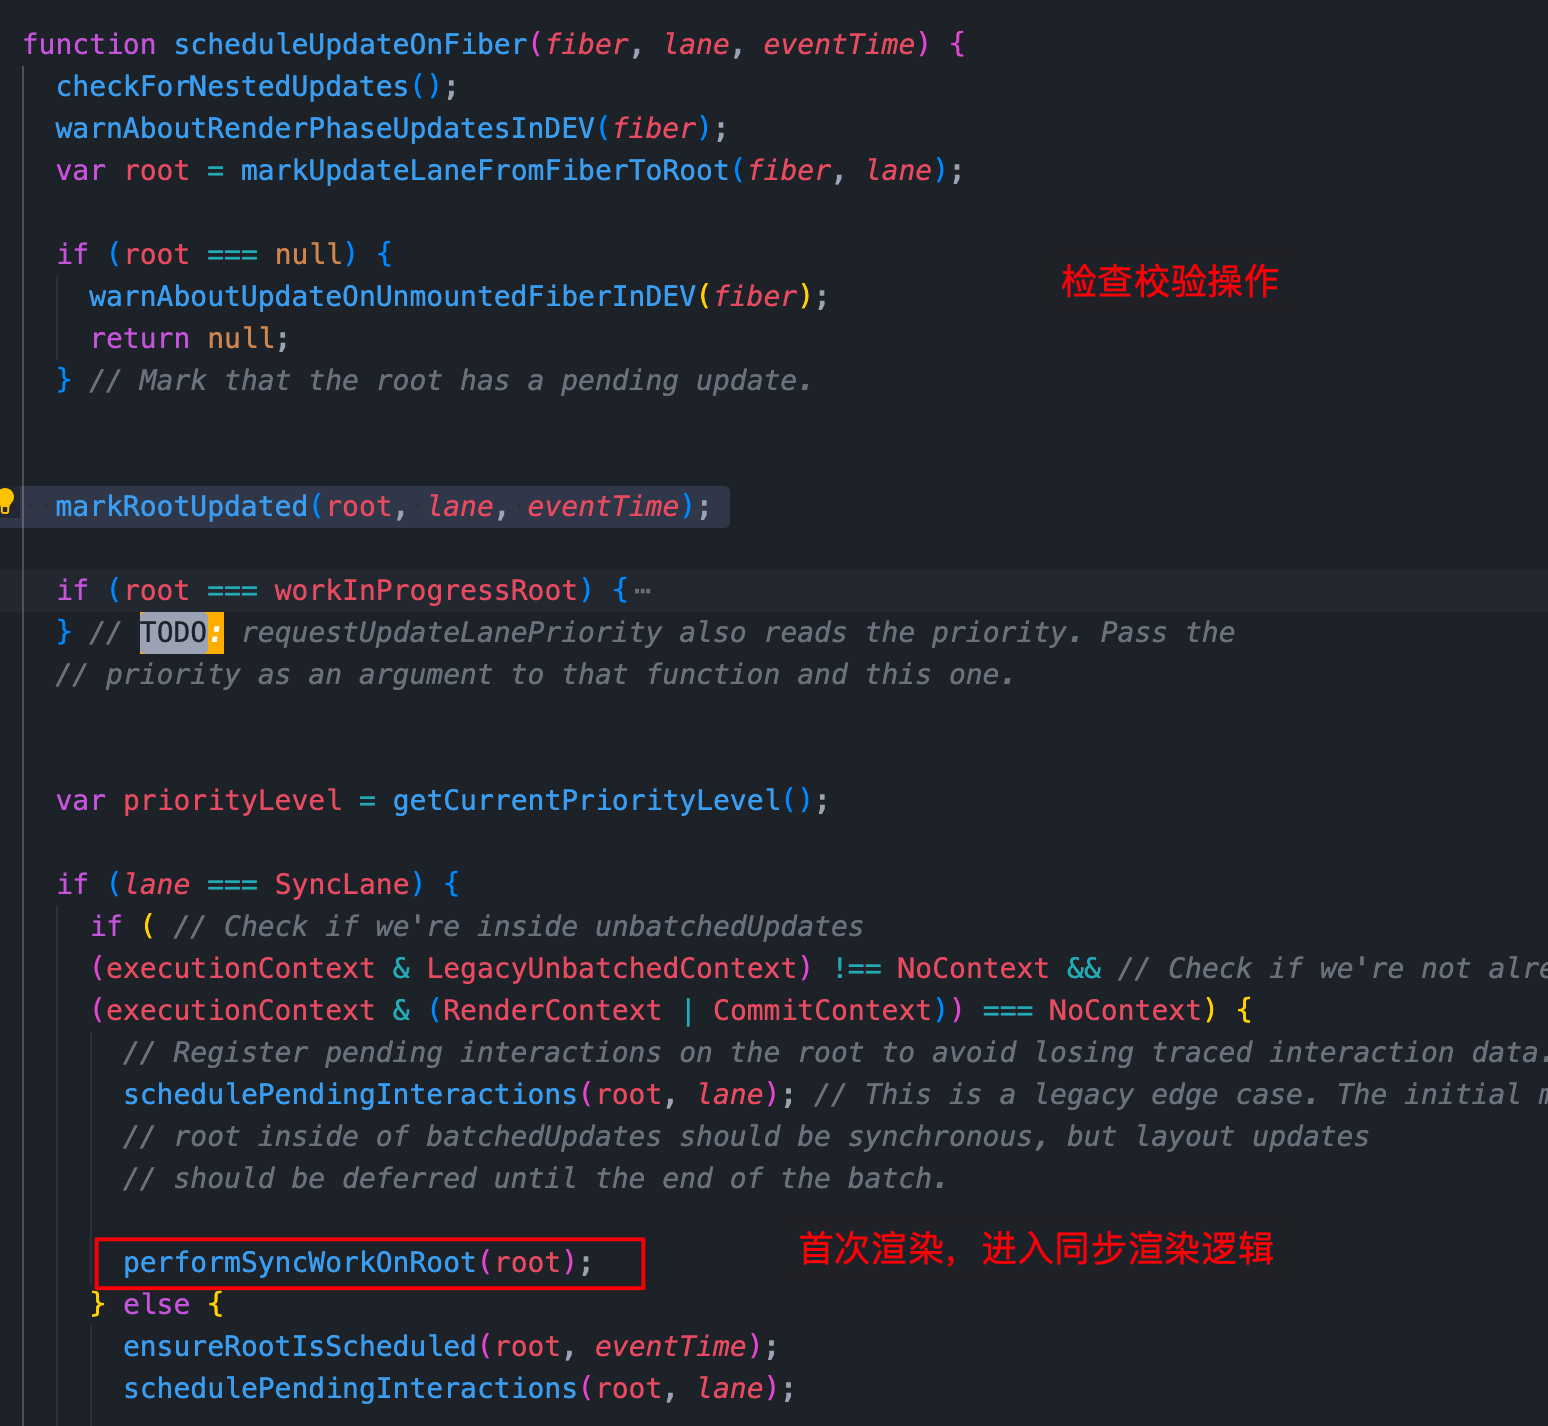 function scheduleUpdateOnFiber(fiber, lane, eventTime) {
checkForNestedUpdates();
warnAboutRenderPhaseUpdatesInDEV(fiber);
var root = markUpdateLaneFromFiberToRoot(fiber, lane);
if (root === null) {
检查校验操作
warnAboutUpdateOnUnmountedFiberInDEV(fiber);
return null;
} // Mark that the root has a pending update.
markRootUpdated(root, lane, eventTime);
if (root === workInProgressRoot) {⋯
} // TODO: requestUpdateLanePriority also reads the priority. Pass the
// priority as an argument to that function and this one.
var priorityLevel = getCurrentPriorityLevel();
if (lane === SyncLane) {
if ( // Check if we're inside unbatchedUpdates
(executionContext & LegacyUnbatchedContext) !== NoContext && // Check if we're not alre
(executionContext & (RenderContext | CommitContext)) === NoContext) {
// Register pending interactions on the root to avoid losing traced interaction data.
schedulePendingInteractions(root, lane); // This is a legacy edge case. The initial m
// root inside of batchedUpdates should be synchronous, but layout updates
// should be deferred until the end of the batch.
首次渲染，进入同步渲染逻辑
performSyncWorkOnRoot(root);
} else {
ensureRootIsScheduled(root, eventTime);
schedulePendingInteractions(root, lane);